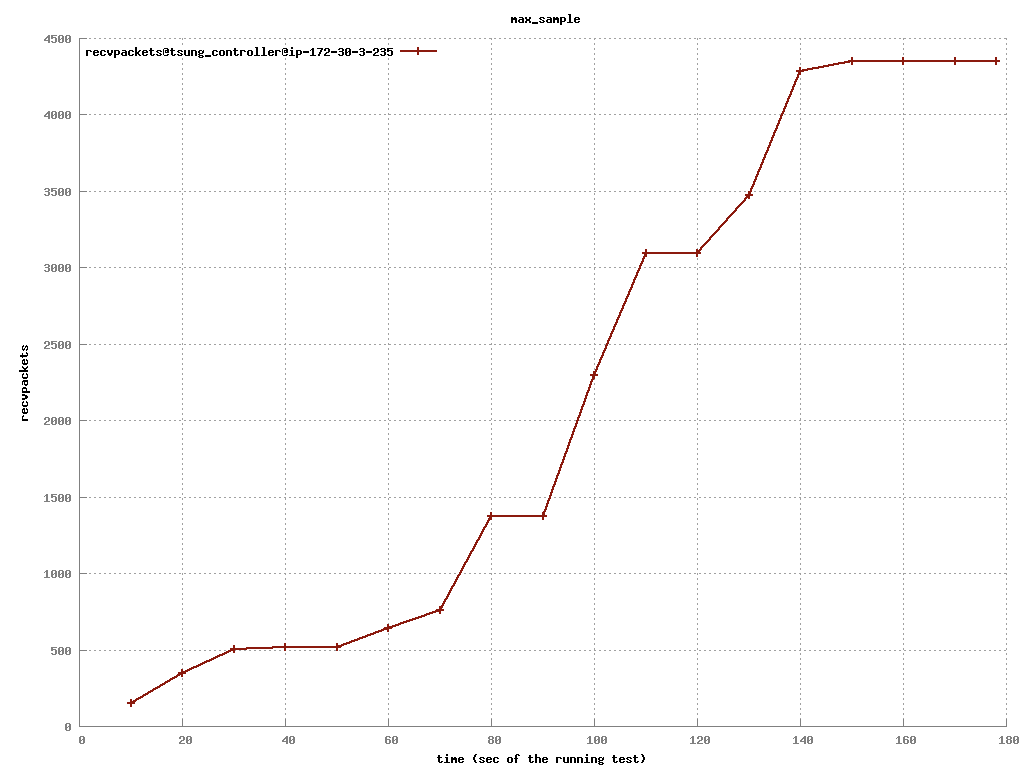 max_sample
recvpackets@tsung_controller@ip-172-30-3-235
4500
4000
3500
3000
2500
2000
1500
1000
500
0
recvpackets
0 20 40 60 80 100 120 140 160 180
time (sec of the running test)